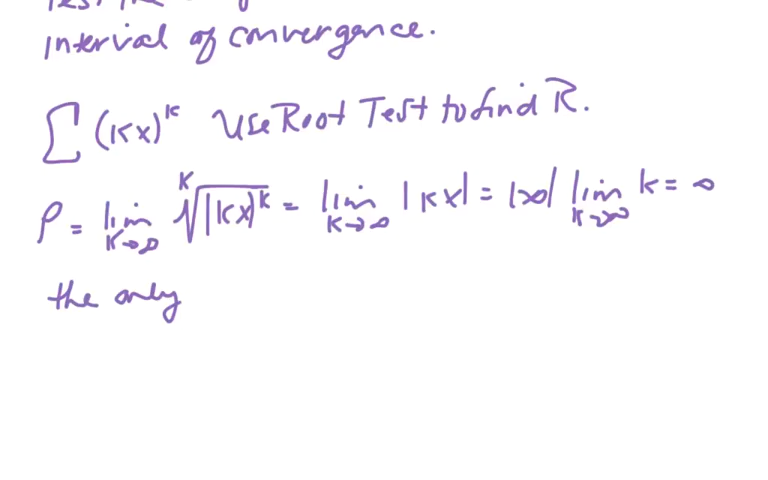 interval of convergence.
∑ (kx)^k Use Root Test to find R.
ρ = lim_{k→∞} ᵏ√|kx|^k = lim_{k→∞} |kx| = |x| lim_{k→∞} k = ∞
the only